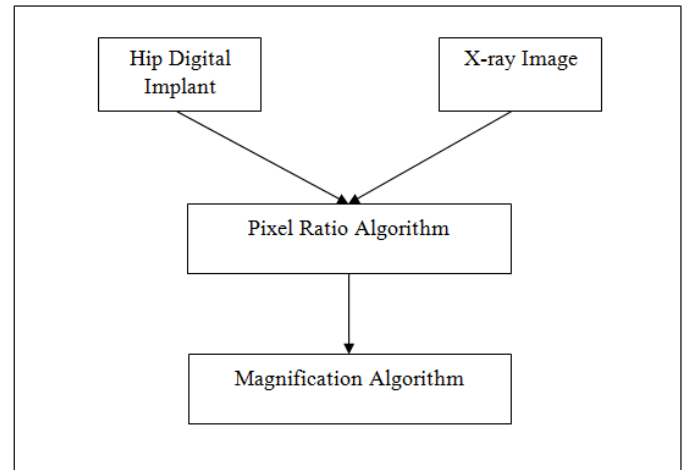 Hip Digital
Implant
X-ray Image
Pixel Ratio Algorithm
Magnification Algorithm